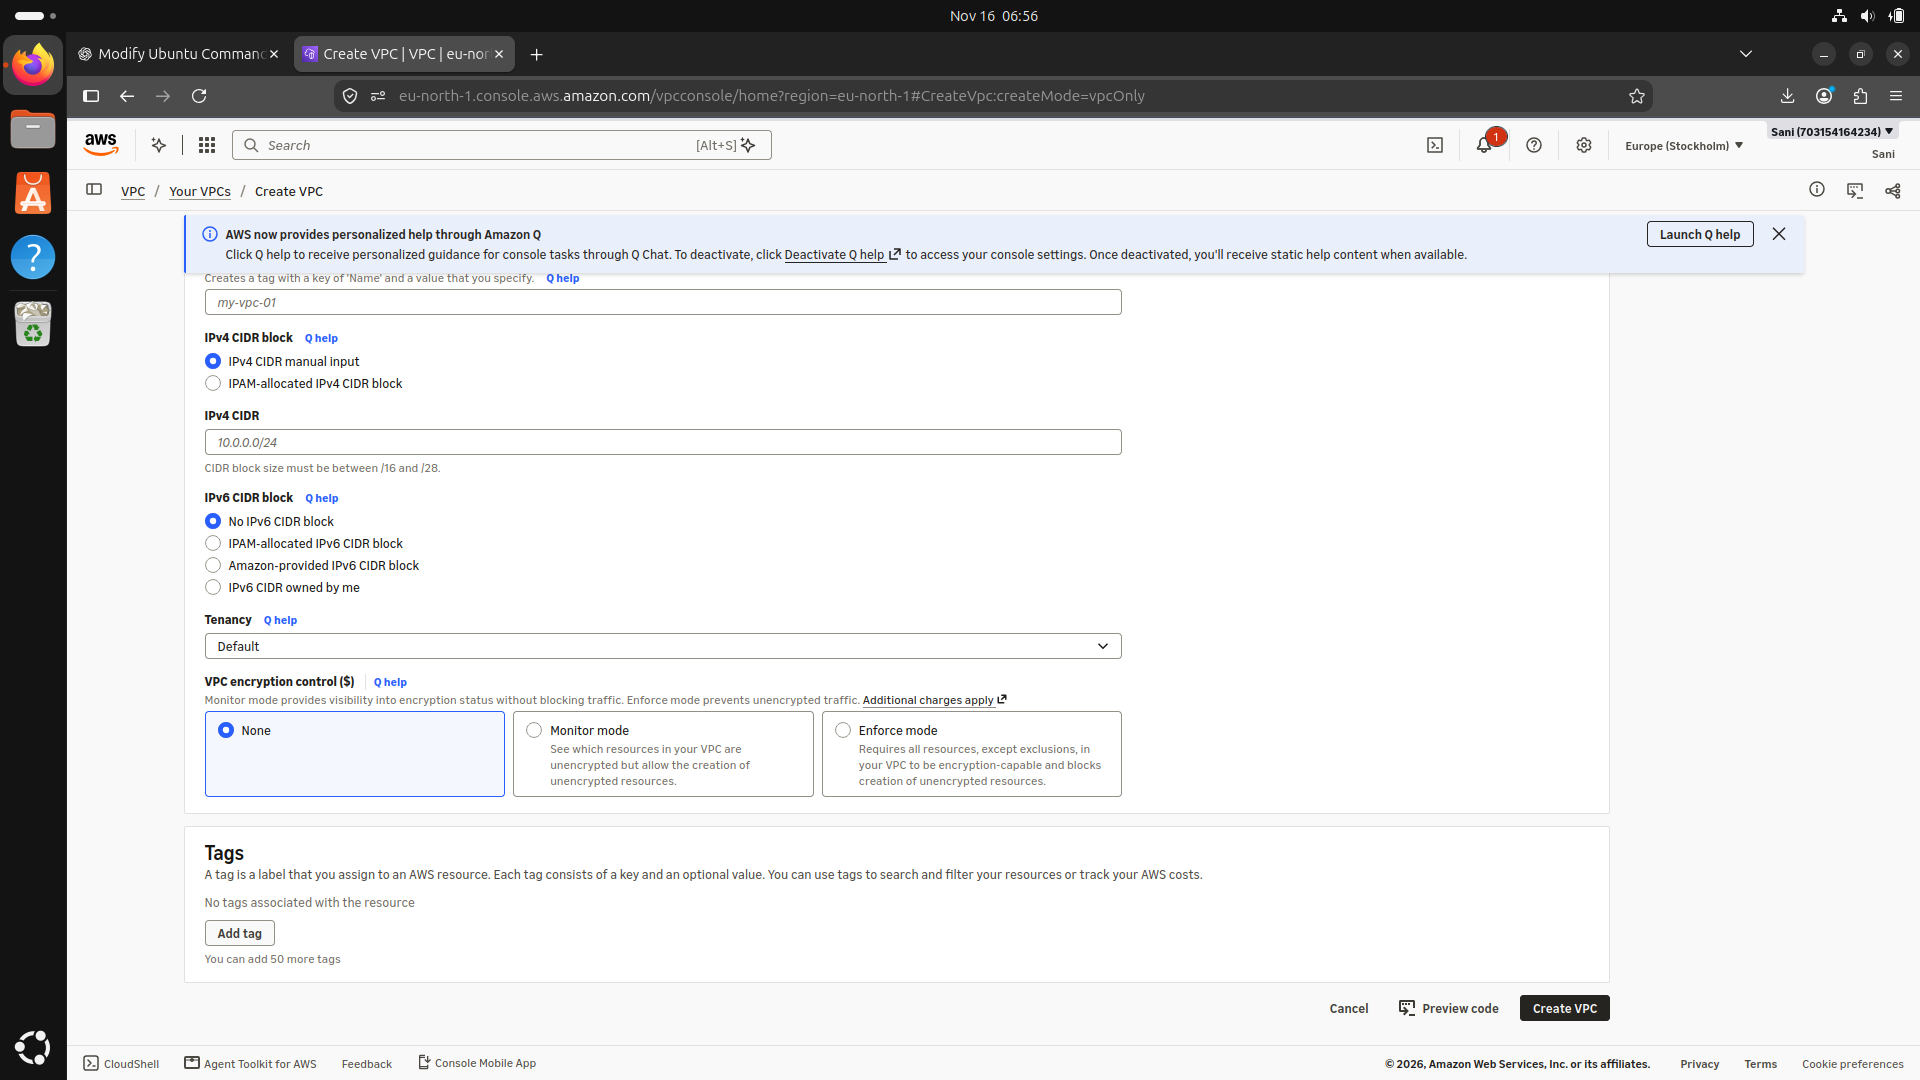 Nov 16 06:56
Modify Ubuntu Comman
Create VPC | VPC | eu-nor
eu-north-1.console.aws.amazon.com/vpcconsole/home?region=eu-north-1#CreateVpc:createMode=vpcOnly
aws
Search
[Alt+S]
1
Europe (Stockholm)
Sani (703154164234)
Sani
VPC / Your VPCs / Create VPC
AWS now provides personalized help through Amazon Q
Click Q help to receive personalized guidance for console tasks through Q Chat. To deactivate, click Deactivate Q help to access your console settings. Once deactivated, you'll receive static help content when available.
Launch Q help
Creates a tag with a key of 'Name' and a value that you specify. Q help
my-vpc-01
IPv4 CIDR block Q help
IPv4 CIDR manual input
IPAM-allocated IPv4 CIDR block
IPv4 CIDR
10.0.0.0/24
CIDR block size must be between /16 and /28.
IPv6 CIDR block Q help
No IPv6 CIDR block
IPAM-allocated IPv6 CIDR block
Amazon-provided IPv6 CIDR block
IPv6 CIDR owned by me
Tenancy Q help
Default
VPC encryption control ($) Q help
Monitor mode provides visibility into encryption status without blocking traffic. Enforce mode prevents unencrypted traffic. Additional charges apply
None
Monitor mode
See which resources in your VPC are
unencrypted but allow the creation of
unencrypted resources.
Enforce mode
Requires all resources, except exclusions, in
your VPC to be encryption-capable and blocks
creation of unencrypted resources.
Tags
A tag is a label that you assign to an AWS resource. Each tag consists of a key and an optional value. You can use tags to search and filter your resources or track your AWS costs.
No tags associated with the resource
Add tag
You can add 50 more tags
Cancel
Preview code
Create VPC
CloudShell
Agent Toolkit for AWS
Feedback
Console Mobile App
© 2026, Amazon Web Services, Inc. or its affiliates.
Privacy
Terms
Cookie preferences